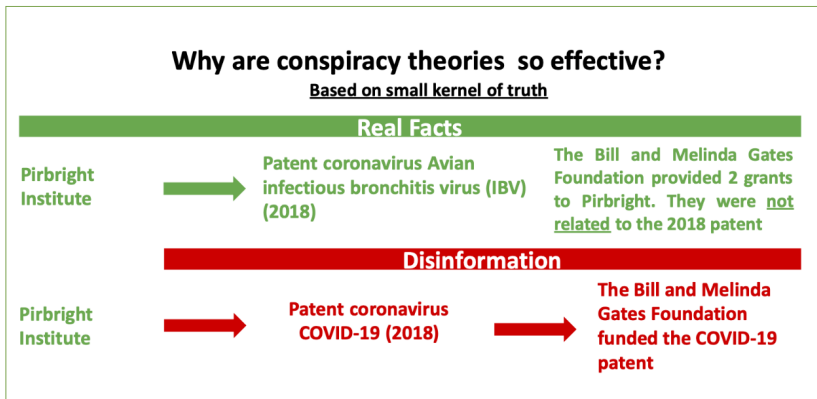 Why are conspiracy theories so effective?
Based on small kernel of truth
Real Facts
Pirbright
Institute
Patent coronavirus Avian
infectious bronchitis virus (IBV)
(2018)
The Bill and Melinda Gates
Foundation provided 2 grants
to Pirbright. They were not
related to the 2018 patent
Disinformation
Pirbright
Institute
Patent coronavirus
COVID-19 (2018)
The Bill and Melinda
Gates Foundation
funded the COVID-19
patent